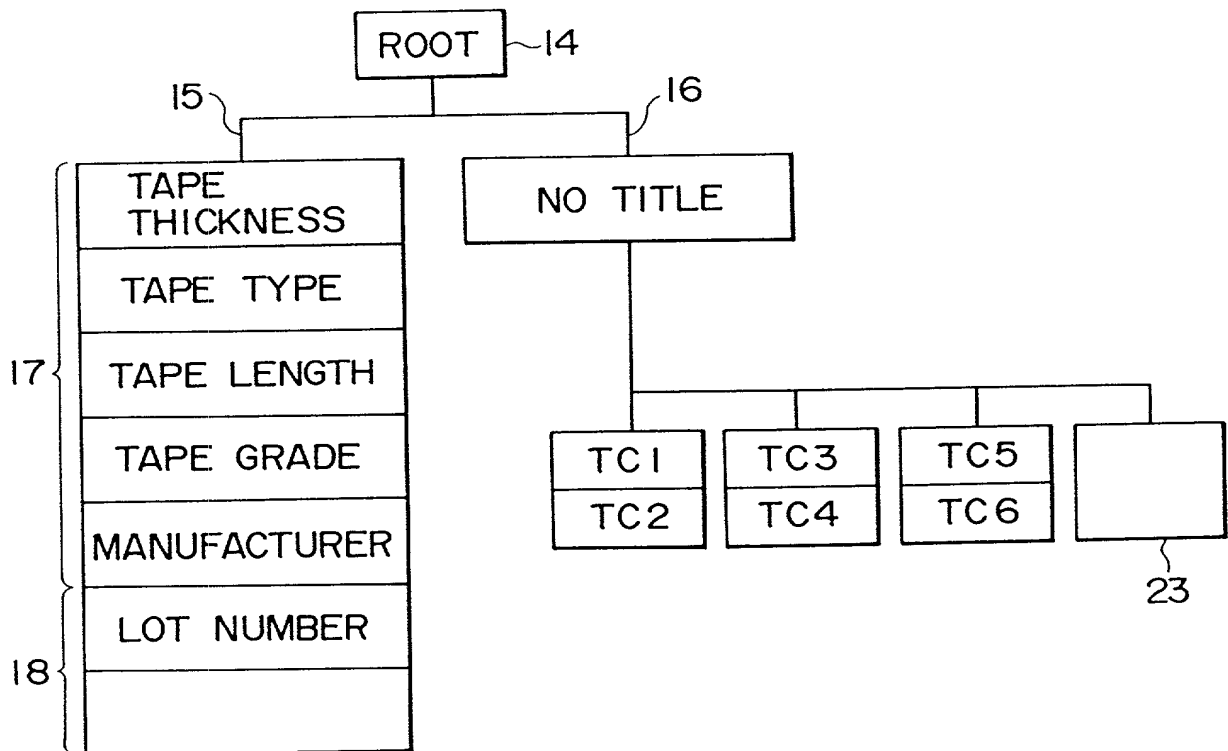 ROOT
14
15
16
TAPE
THICKNESS
NO TITLE
TAPE TYPE
17
TAPE LENGTH
TAPE GRADE
TC1
TC3
TC5
TC2
TC4
TC6
MANUFACTURER
23
LOT NUMBER
18